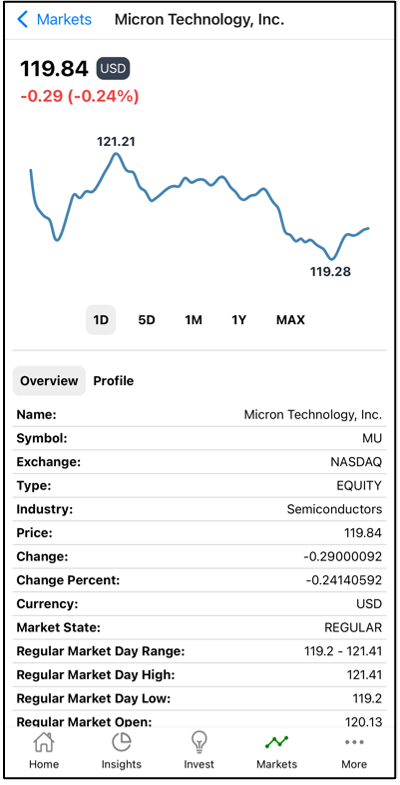 Markets Micron Technology, Inc.
119.84 USD
-0.29 (-0.24%)
121.21
119.28
1D 5D 1M 1Y MAX
Overview Profile
Name: Micron Technology, Inc.
Symbol: MU
Exchange: NASDAQ
Type: EQUITY
Industry: Semiconductors
Price: 119.84
Change: -0.29000092
Change Percent: -0.24140592
Currency: USD
Market State: REGULAR
Regular Market Day Range: 119.2 - 121.41
Regular Market Day High: 121.41
Regular Market Day Low: 119.2
Regular Market Open: 120.13
Home Insights Invest Markets More